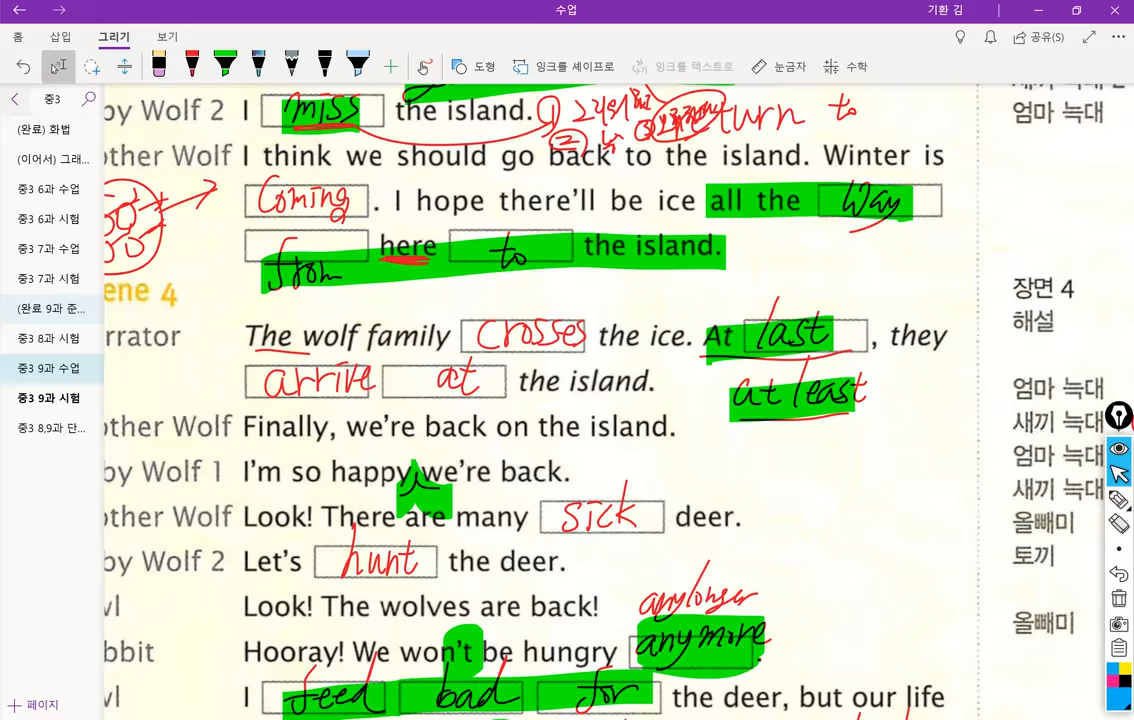 수업
기환 김
홈 삽입 그리기 보기
공유(S)
도형
잉크를 셰이프로
잉크를 텍스트로
눈금자
수학
중3
(완료) 화법
(이어서) 그래...
중3 6과 수업
중3 6과 시험
중3 7과 수업
중3 7과 시험
(완료 9과 준...
중3 8과 시험
중3 9과 수업
중3 9과 시험
중3 8,9과 단...
페이지
by Wolf 2 I miss the island. ① ② ③ turn to
other Wolf I think we should go back to the island. Winter is
coming. I hope there'll be ice all the way
from here to the island.
ene 4
rrator The wolf family crosses the ice. At last, they
arrive at the island. at least
other Wolf Finally, we're back on the island.
by Wolf 1 I'm so happy we're back.
other Wolf Look! There are many sick deer.
by Wolf 2 Let's hunt the deer.
wl Look! The wolves are back!
any longer
bbit Hooray! We won't be hungry anymore.
wl I feed bad for the deer, but our life
엄마 늑대
장면 4
해설
엄마 늑대
새끼 늑대
엄마 늑대
새끼 늑대
올빼미
토끼
올빼미